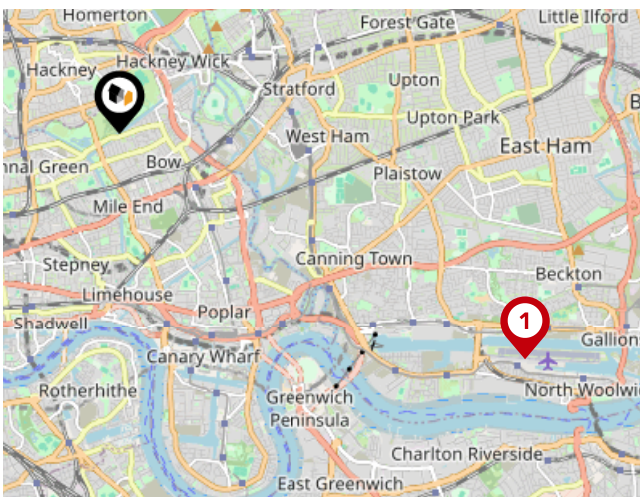 Homerton
Forest Gate
Little Ilford
Hackney
Hackney Wick
Stratford
Upton
Upton Park
B
West Ham
East Ham
nnal Green
Bow
Plaistow
Mile End
Stepney
Canning Town
Beckton
Limehouse
Poplar
Shadwell
1
Gallion
Canary Wharf
Rotherhithe
Greenwich
Peninsula
North Woolwi
Charlton Riverside
East Greenwich